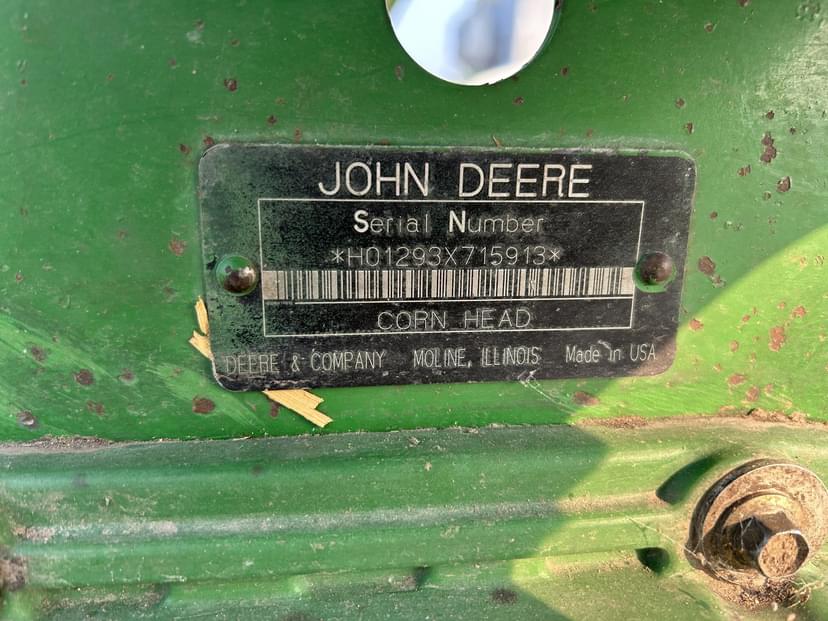 JOHN DEERE
Serial Number
*H01293X715913*
CORN HEAD
DEERE & COMPANY MOLINE, ILLINOIS Made in USA